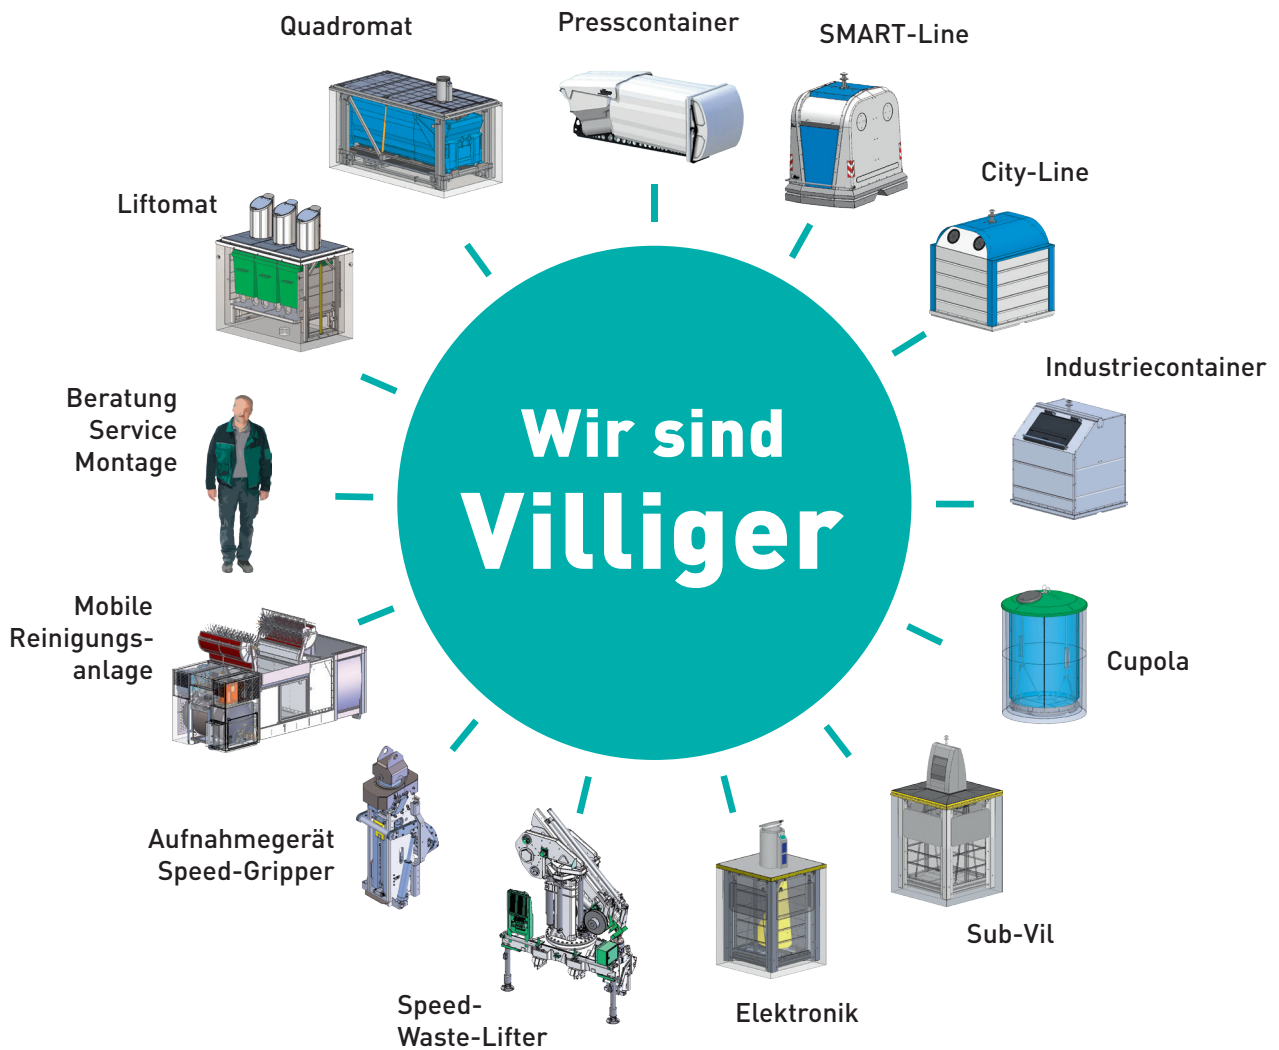 Quadromat
Presscontainer
SMART-Line
City-Line
Liftomat
Industriecontainer
Beratung
Service
Montage
Wir sind
Villiger
Mobile
Reinigungs-
anlage
Cupola
Aufnahmegerät
Speed-Gripper
Sub-Vil
Speed-
Waste-Lifter
Elektronik